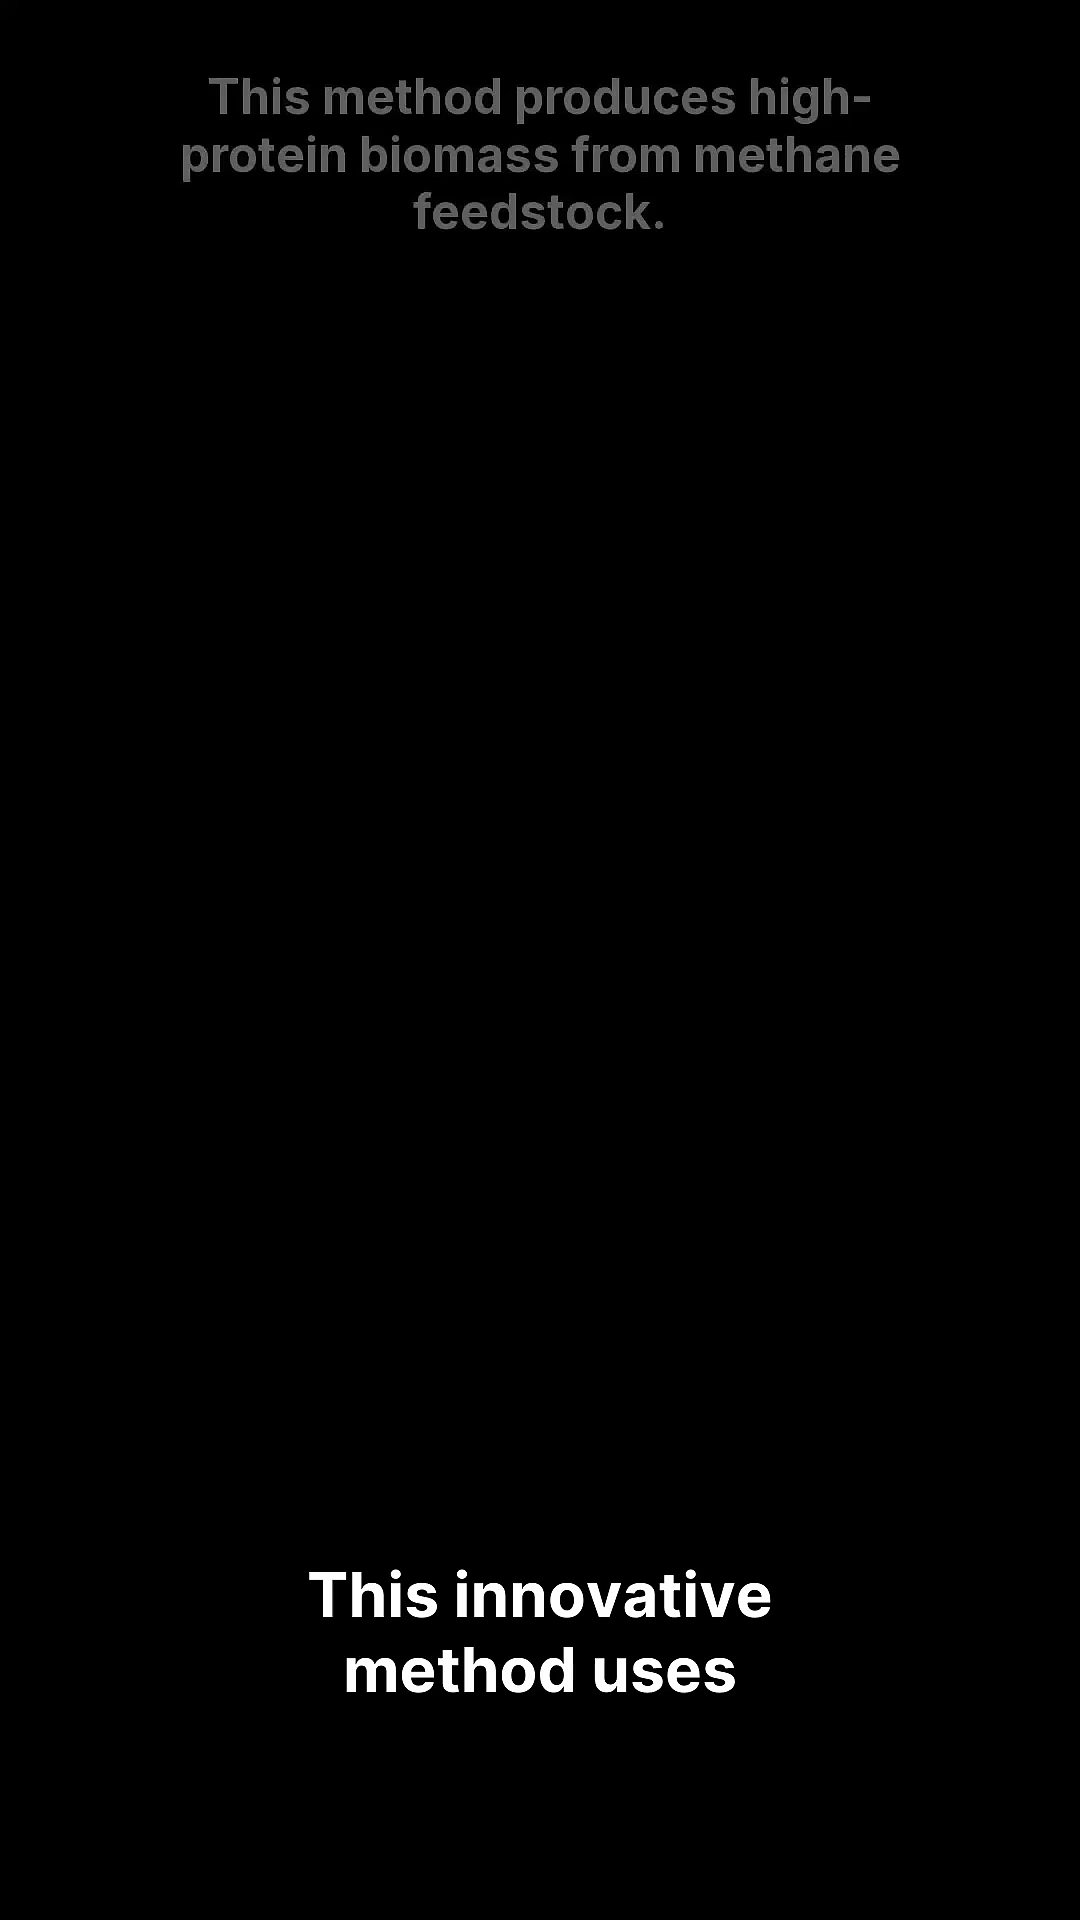 This method produces high-
protein biomass from methane
feedstock.
This innovative
method uses